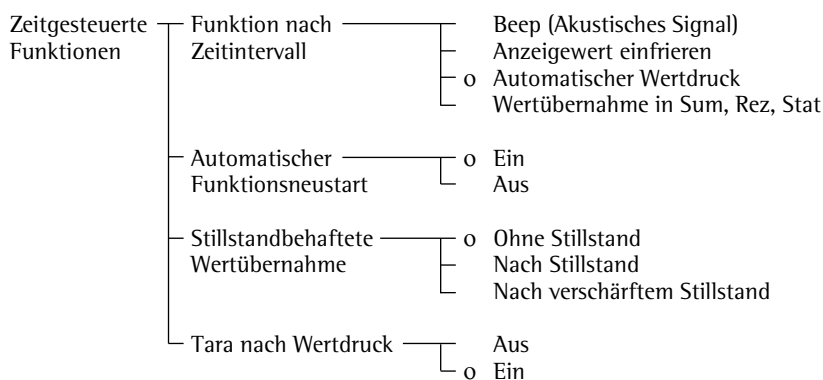 Zeitgesteuerte Funktion nach Beep (Akustisches Signal)
Funktionen Zeitintervall Anzeigewert einfrieren
o Automatischer Wertdruck
Wertübernahme in Sum, Rez, Stat
Automatischer o Ein
Funktionsneustart Aus
Stillstandbehaftete o Ohne Stillstand
Wertübernahme Nach Stillstand
Nach verschärftem Stillstand
Tara nach Wertdruck Aus
o Ein